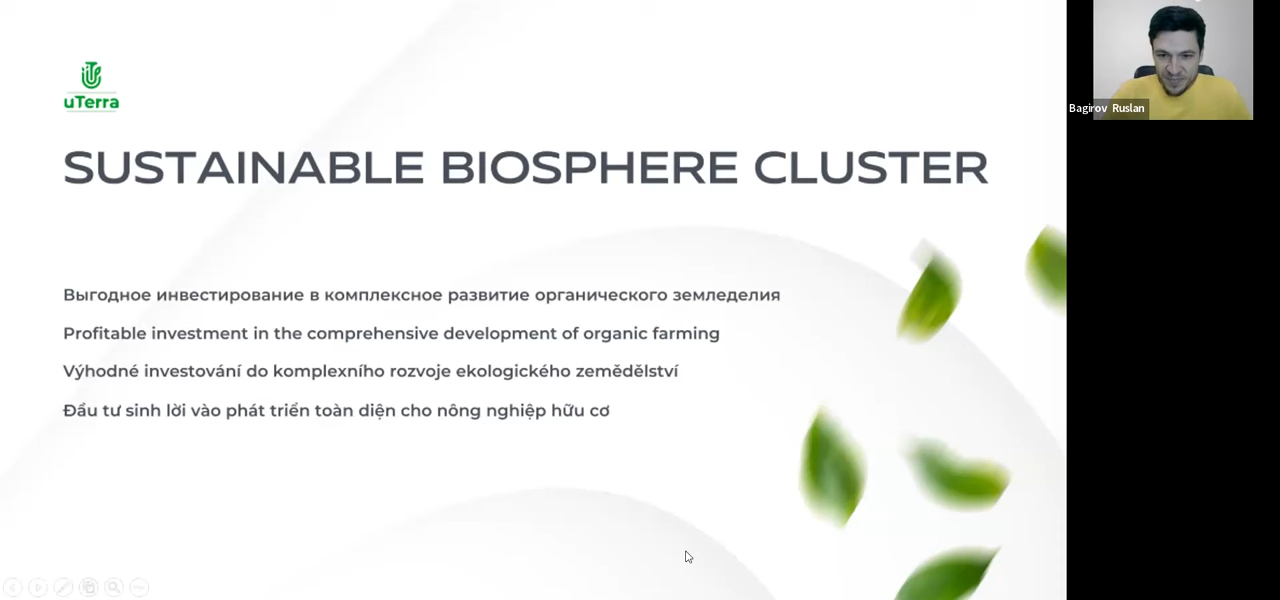 uTerra
SUSTAINABLE BIOSPHERE CLUSTER
Выгодное инвестирование в комплексное развитие органического земледелия
Profitable investment in the comprehensive development of organic farming
Výhodné investování do komplexního rozvoje ekologického zemědělství
Đầu tư sinh lời vào phát triển toàn diện cho nông nghiệp hữu cơ
Bagirov Ruslan